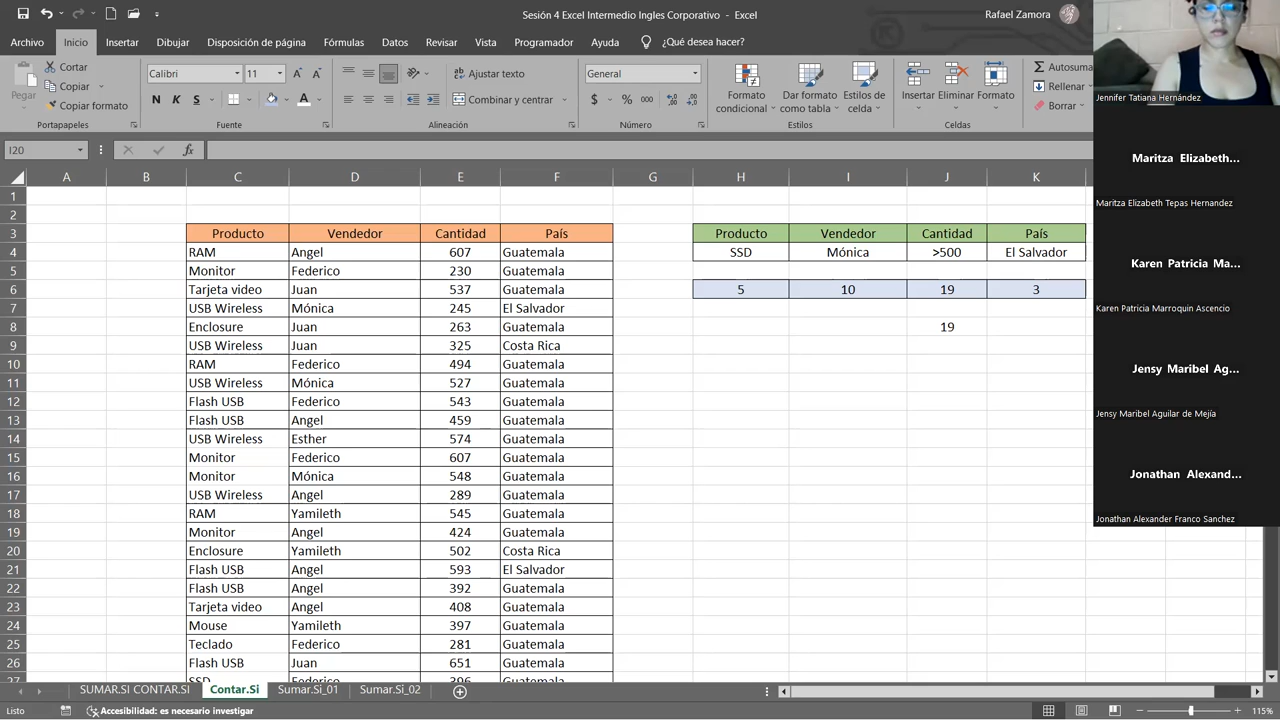 Sesión 4 Excel Intermedio Ingles Corporativo - Excel
Rafael Zamora
Archivo Inicio Insertar Dibujar Disposición de página Fórmulas Datos Revisar Vista Programador Ayuda ¿Qué desea hacer?
Pegar
Cortar
Copiar
Copiar formato
Portapapeles
Calibri 11
N K S
Fuente
Ajustar texto
Combinar y centrar
Alineación
General
$ % 000
Número
Formato condicional
Dar formato como tabla
Estilos de celda
Estilos
Insertar Eliminar Formato
Celdas
Autosuma
Rellenar
Borrar
I20
fx
A B C D E F G H I J K
1
2
3 Producto Vendedor Cantidad País Producto Vendedor Cantidad País
4 RAM Angel 607 Guatemala SSD Mónica >500 El Salvador
5 Monitor Federico 230 Guatemala
6 Tarjeta video Juan 537 Guatemala 5 10 19 3
7 USB Wireless Mónica 245 El Salvador
8 Enclosure Juan 263 Guatemala 19
9 USB Wireless Juan 325 Costa Rica
10 RAM Federico 494 Guatemala
11 USB Wireless Mónica 527 Guatemala
12 Flash USB Federico 543 Guatemala
13 Flash USB Angel 459 Guatemala
14 USB Wireless Esther 574 Guatemala
15 Monitor Federico 607 Guatemala
16 Monitor Mónica 548 Guatemala
17 USB Wireless Angel 289 Guatemala
18 RAM Yamileth 545 Guatemala
19 Monitor Angel 424 Guatemala
20 Enclosure Yamileth 502 Costa Rica
21 Flash USB Angel 593 El Salvador
22 Flash USB Angel 392 Guatemala
23 Tarjeta video Angel 408 Guatemala
24 Mouse Yamileth 397 Guatemala
25 Teclado Federico 281 Guatemala
26 Flash USB Juan 651 Guatemala
27 SSD Federico 396 Guatemala
SUMAR.SI CONTAR.SI Contar.Si Sumar.Si_01 Sumar.Si_02
Listo Accesibilidad: es necesario investigar 115%
Jennifer Tatiana Hernández
Maritza Elizabeth...
Maritza Elizabeth Tepas Hernandez
Karen Patricia Ma...
Karen Patricia Marroquin Ascencio
Jensy Maribel Ag...
Jensy Maribel Aguilar de Mejía
Jonathan Alexand...
Jonathan Alexander Franco Sanchez